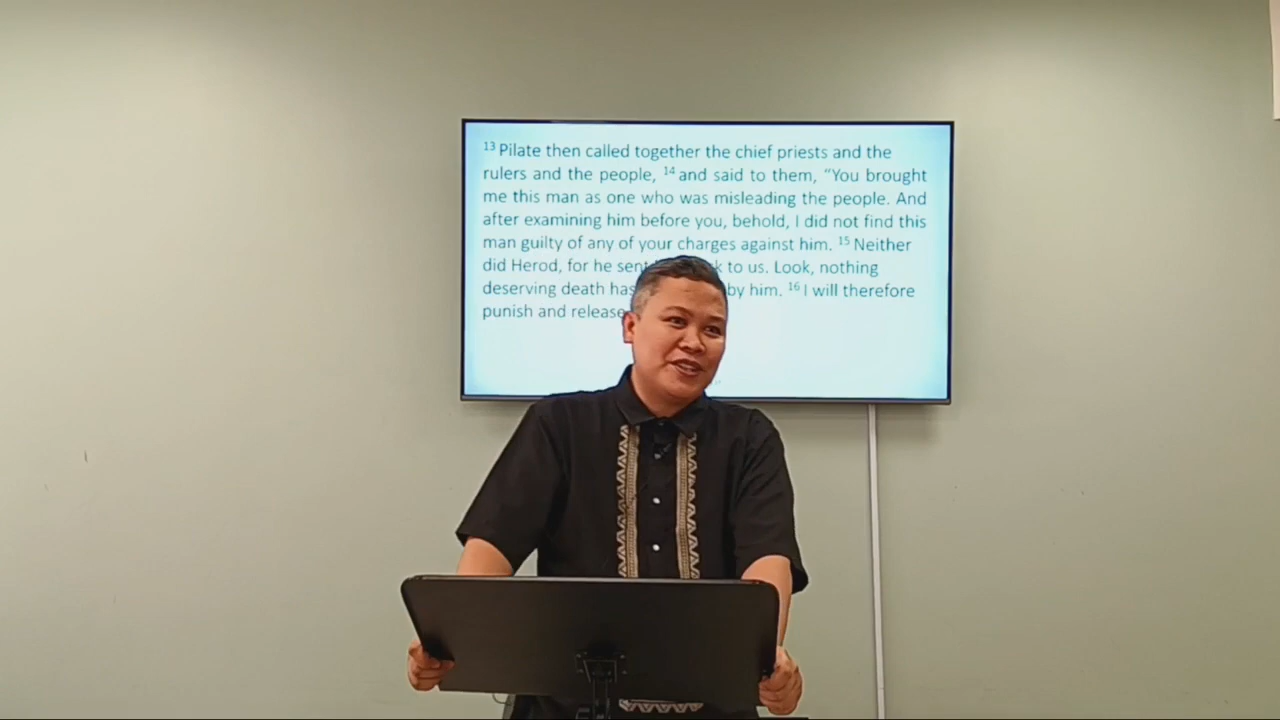 13 Pilate then called together the chief priests and the
rulers and the people, 14 and said to them, “You brought
me this man as one who was misleading the people. And
after examining him before you, behold, I did not find this
man guilty of any of your charges against him. 15 Neither
did Herod, for he sent to us. Look, nothing
deserving death has by him. 16 I will therefore
punish and release